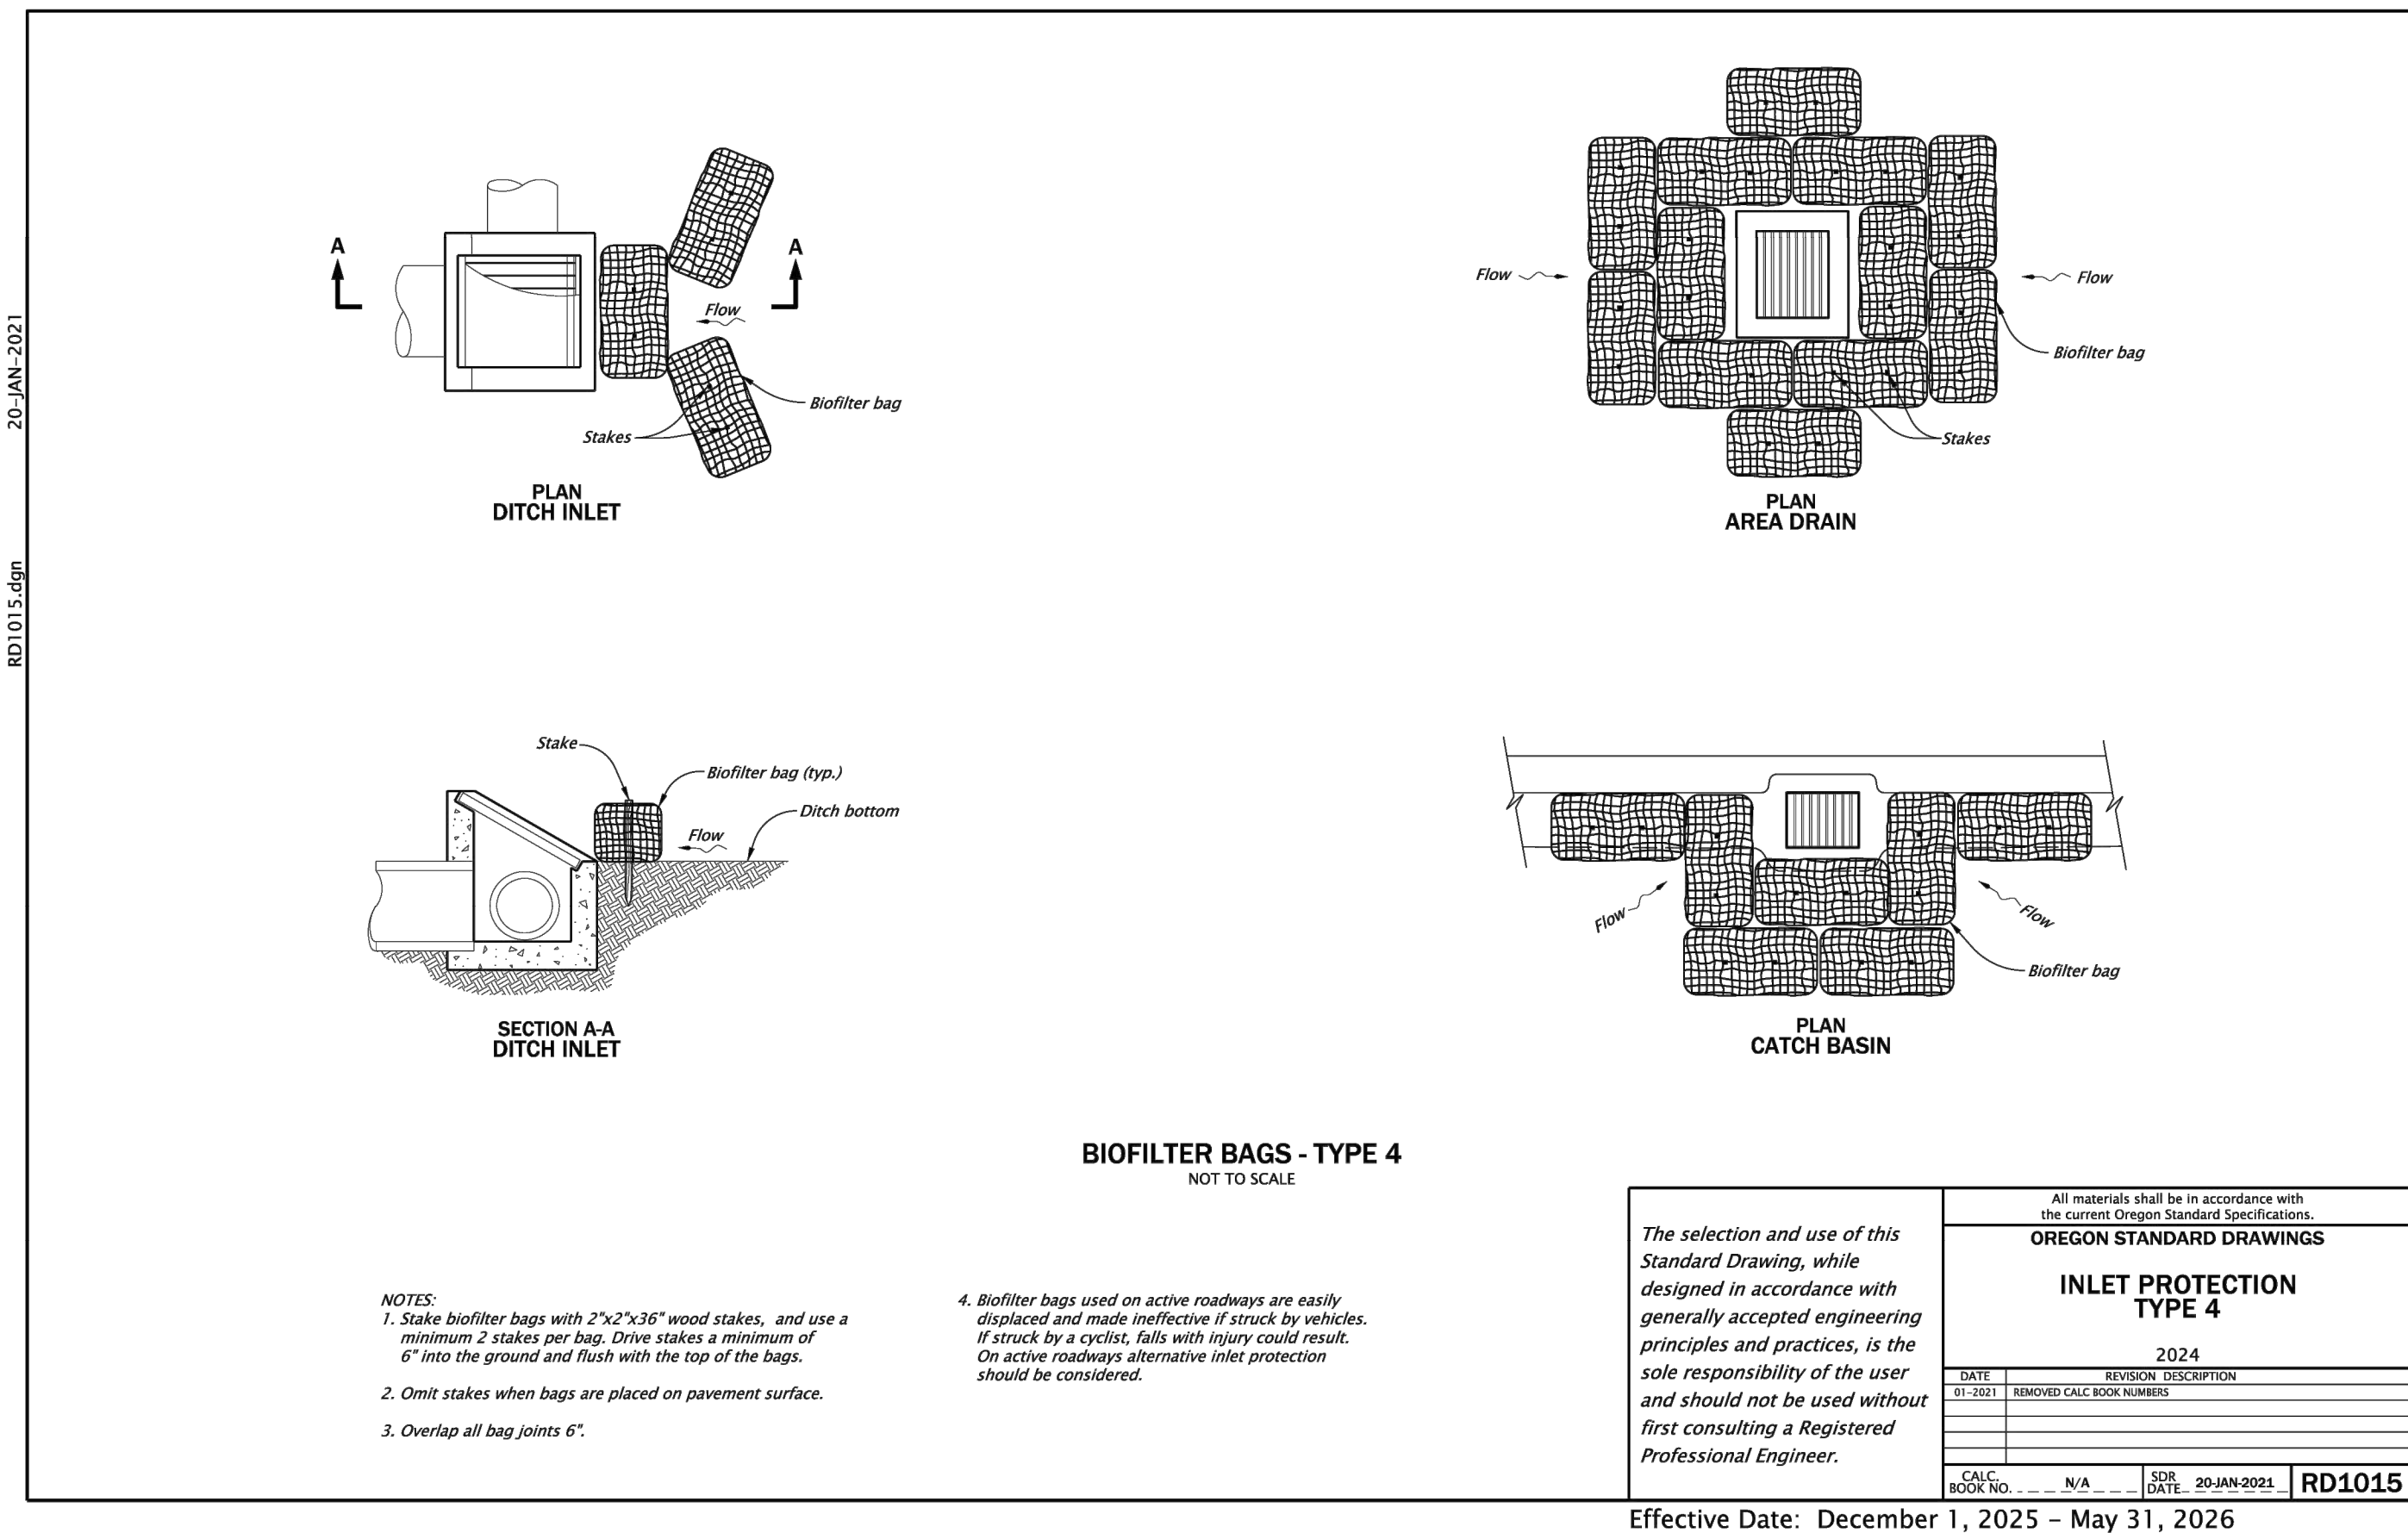 20-JAN-2021
RD1015.dgn
A
A
Flow
Biofilter bag
Stakes
PLAN
DITCH INLET
Flow
Flow
Biofilter bag
Stakes
PLAN
AREA DRAIN
Stake
Biofilter bag (typ.)
Ditch bottom
Flow
SECTION A-A
DITCH INLET
Flow
Flow
Biofilter bag
PLAN
CATCH BASIN
BIOFILTER BAGS - TYPE 4
NOT TO SCALE
NOTES:
1. Stake biofilter bags with 2"x2"x36" wood stakes, and use a
minimum 2 stakes per bag. Drive stakes a minimum of
6" into the ground and flush with the top of the bags.
2. Omit stakes when bags are placed on pavement surface.
3. Overlap all bag joints 6".
4. Biofilter bags used on active roadways are easily
displaced and made ineffective if struck by vehicles.
If struck by a cyclist, falls with injury could result.
On active roadways alternative inlet protection
should be considered.
The selection and use of this
Standard Drawing, while
designed in accordance with
generally accepted engineering
principles and practices, is the
sole responsibility of the user
and should not be used without
first consulting a Registered
Professional Engineer.
All materials shall be in accordance with
the current Oregon Standard Specifications.
OREGON STANDARD DRAWINGS
INLET PROTECTION
TYPE 4
2024
DATE REVISION DESCRIPTION
01-2021 REMOVED CALC BOOK NUMBERS
CALC.
BOOK NO. N/A
SDR
DATE 20-JAN-2021
RD1015
Effective Date: December 1, 2025 – May 31, 2026